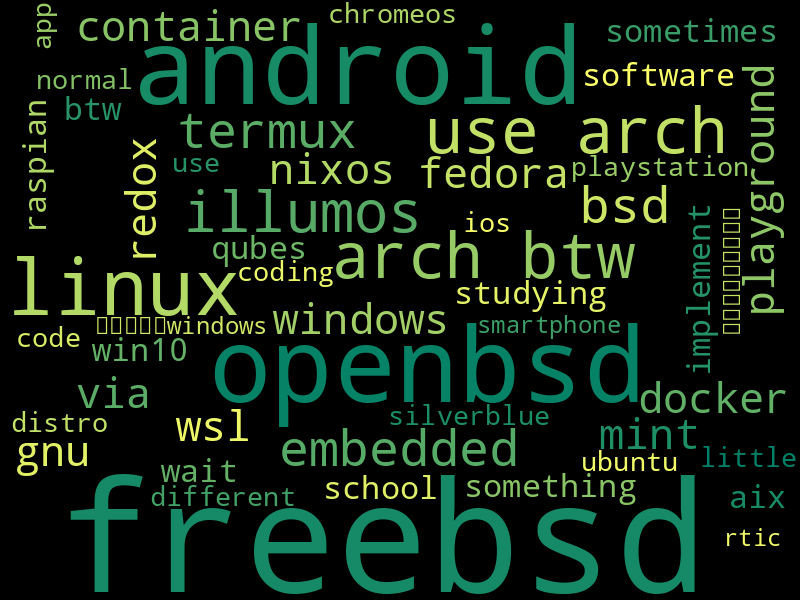 chromeos
app
container
android
sometimes
normal
software
btw
raspian
termux
use arch
playground
use
nixos
fedora
playstation
redox
illumos
bsd
ios
qubes
arch btw
implement
coding
linux
studying
windows
windows
smartphone
code
win10
openbsd
via
docker
silverblue
distro
wsl
mint
gnu
embedded
ubuntu
little
wait
school
something
different
aix
freebsd
rtic